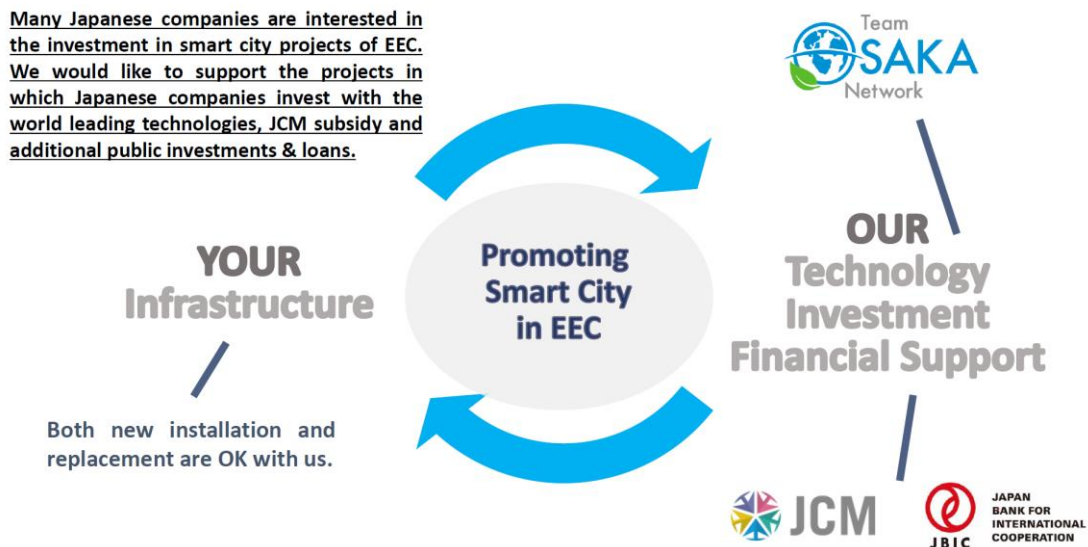 Many Japanese companies are interested in
the investment in smart city projects of EEC.
We would like to support the projects in
which Japanese companies invest with the
world leading technologies, JCM subsidy and
additional public investments & loans.
Team
OSAKA
Network
YOUR
Infrastructure
Promoting
Smart City
in EEC
OUR
Technology
Investment
Financial Support
Both new installation and
replacement are OK with us.
JCM
JBIC
JAPAN
BANK FOR
INTERNATIONAL
COOPERATION